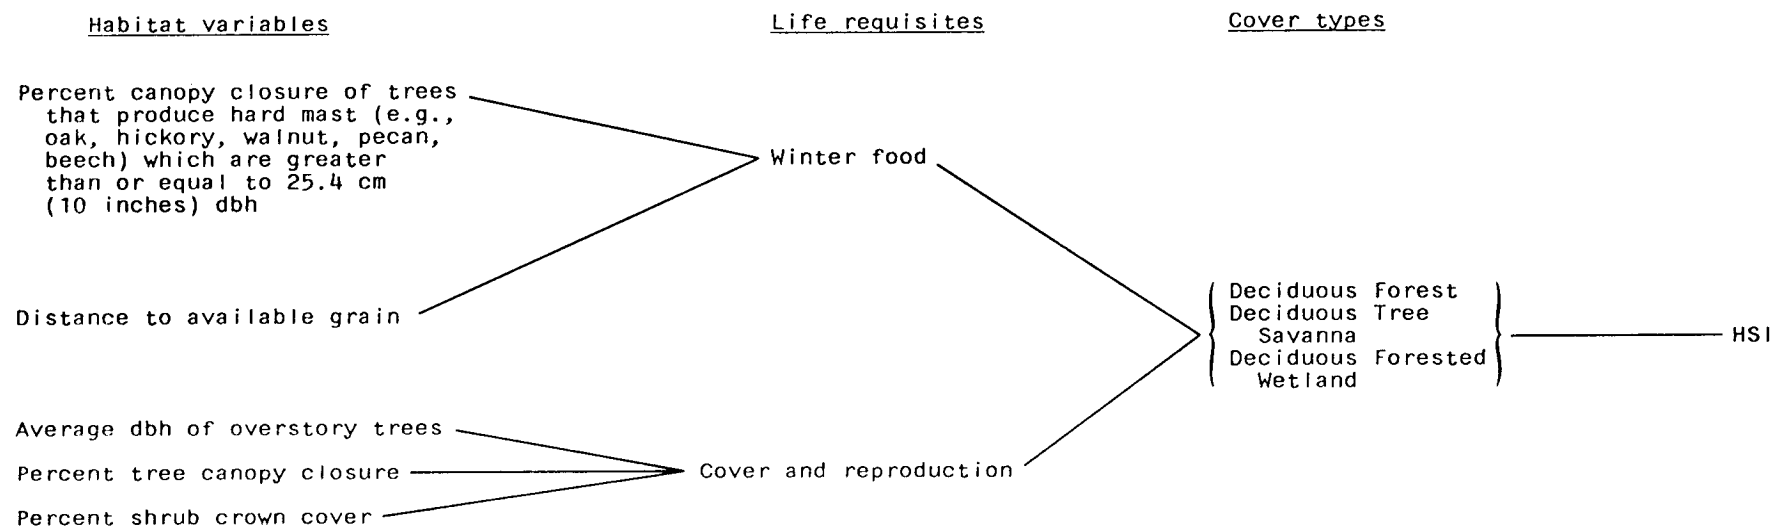 Habitat variables
Life requisites
Cover types
Percent canopy closure of trees
that produce hard mast (e.g.,
oak, hickory, walnut, pecan,
beech) which are greater
than or equal to 25.4 cm
(10 inches) dbh
Winter food
Distance to available grain
Deciduous Forest
Deciduous Tree
Savanna
Deciduous Forested
Wetland
HSI
Average dbh of overstory trees
Percent tree canopy closure
Cover and reproduction
Percent shrub crown cover